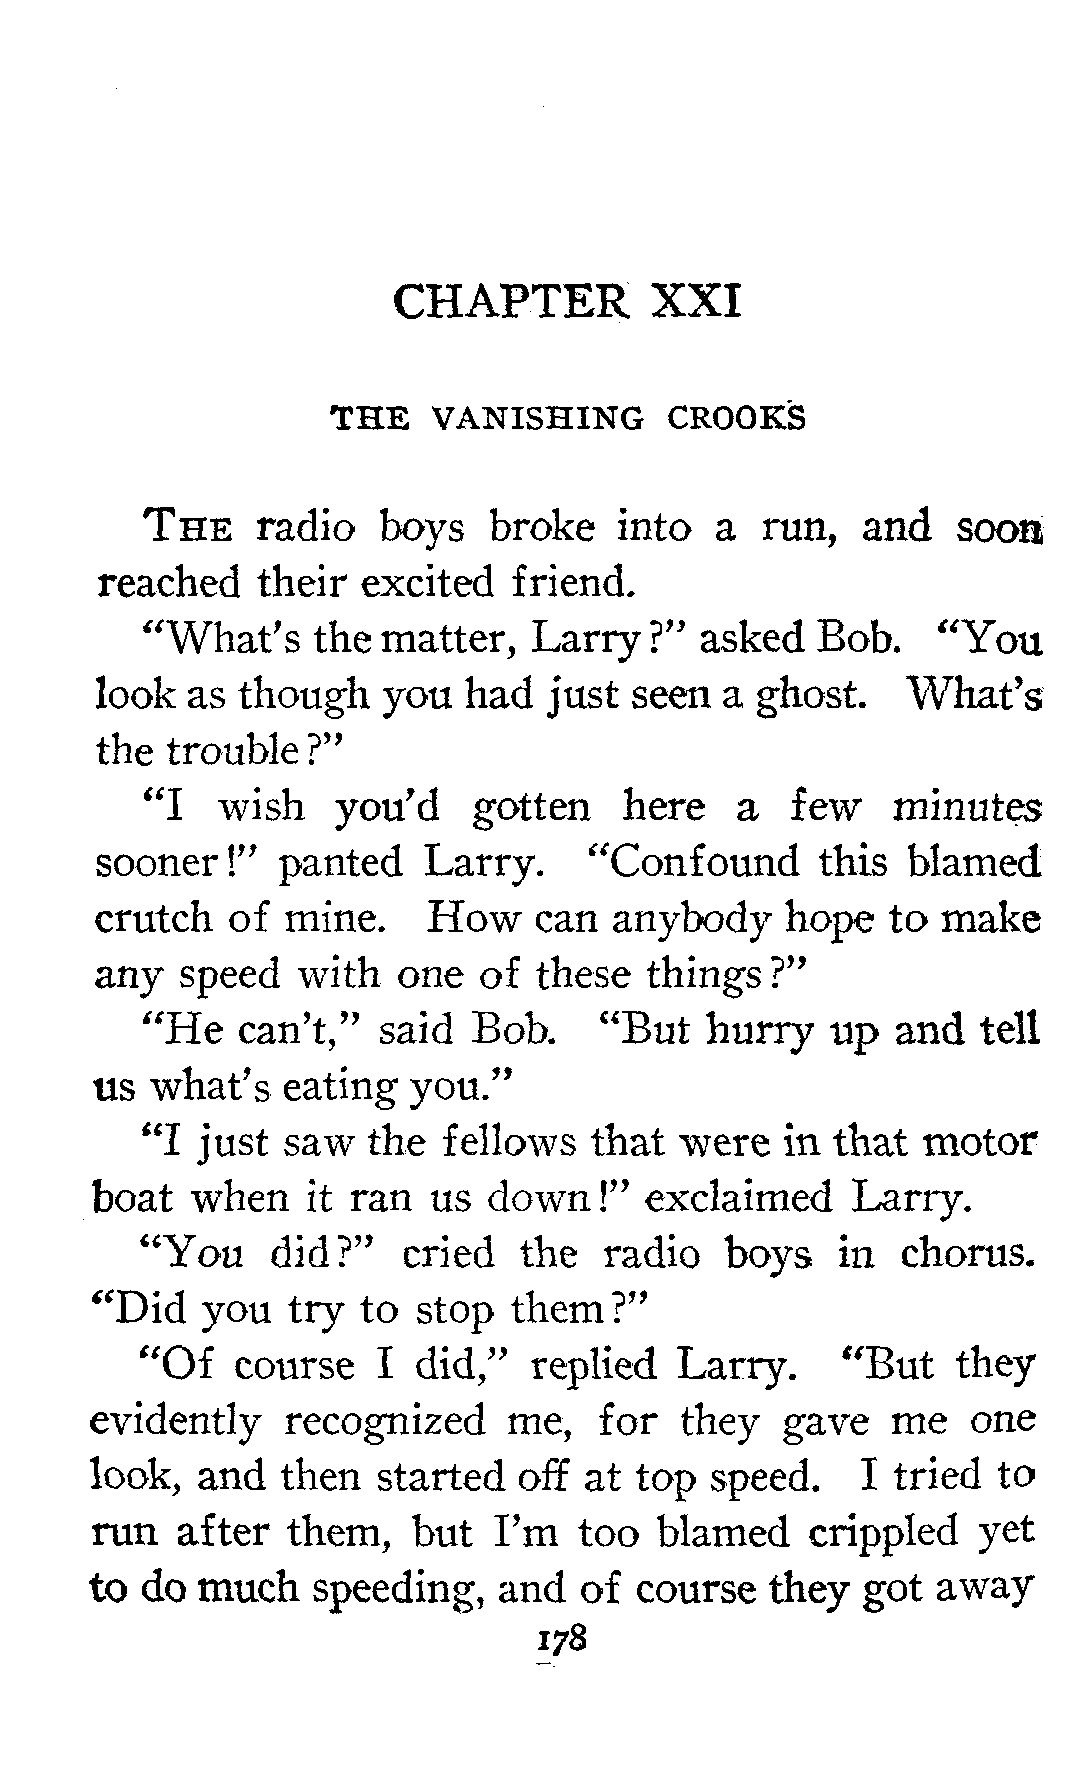 CHAPTER XXI
THE VANISHING CROOKS
THE radio boys broke into a run, and soon
reached their excited friend.
“What’s the matter, Larry?” asked Bob. “You
look as though you had just seen a ghost. What’s
the trouble?”
“I wish you’d gotten here a few minutes
sooner!” panted Larry. “Confound this blamed
crutch of mine. How can anybody hope to make
any speed with one of these things?”
“He can’t,” said Bob. “But hurry up and tell
us what’s eating you.”
“I just saw the fellows that were in that motor
boat when it ran us down!” exclaimed Larry.
“You did?” cried the radio boys in chorus.
“Did you try to stop them?”
“Of course I did,” replied Larry. “But they
evidently recognized me, for they gave me one
look, and then started off at top speed. I tried to
run after them, but I’m too blamed crippled yet
to do much speeding, and of course they got away
178